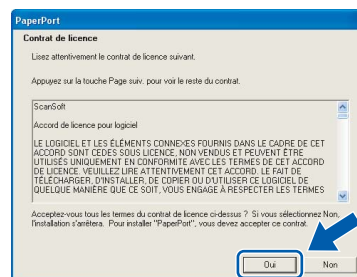 PaperPort
Contrat de licence
Lisez attentivement le contrat de licence suivant.
Appuyez sur la touche Page suiv. pour voir le reste du contrat.
ScanSoft
Accord de licence pour logiciel
LE LOGICIEL ET LES ÉLÉMENTS CONNEXES FOURNIS DANS LE CADRE DE CET
ACCORD SONT CEDES SOUS LICENCE, NON VENDUS ET PEUVENT ÊTRE
UTILISÉS UNIQUEMENT EN CONFORMITE AVEC LES TERMES DE CET ACCORD
DE LICENCE. VEUILLEZ LIRE ATTENTIVEMENT CET ACCORD. LE FAIT DE
TÉLÉCHARGER, D'INSTALLER, DE COPIER OU D'UTILISER CE LOGICIEL DE
QUELQUE MANIÈRE QUE CE SOIT, VOUS ENGAGE À RESPECTER LES TERMES
Acceptez-vous tous les termes du contrat de licence ci-dessus ? Si vous sélectionnez Non,
l'installation s'arrêtera. Pour installer "PaperPort", vous devez accepter ce contrat.
Oui Non